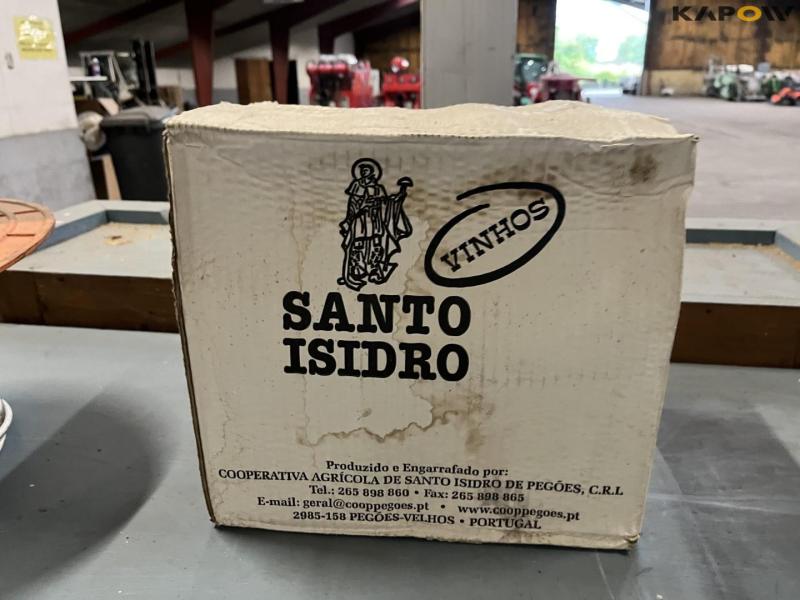 KAPOW
VINHOS
SANTO
ISIDRO
Produzido e Engarrafado por:
COOPERATIVA AGRÍCOLA DE SANTO ISIDRO DE PEGÕES, C.R.L
Tel.: 265 898 860 • Fax: 265 898 865
E-mail: geral@cooppegoes.pt • www.cooppegoes.pt
2985-158 PEGÕES-VELHOS • PORTUGAL